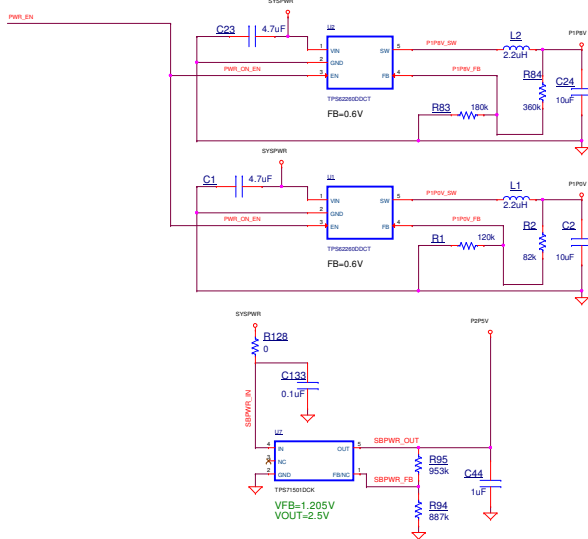 SYSPWR
PWR_EN
C23
4.7uF
U2
L2
P1P8V
1
VIN
SW
5
P1P8V_SW
2.2uH
2
GND
PWR_ON_EN
3
EN
FB
4
P1P8V_FB
R84
C24
TPS62260DDCT
FB=0.6V
R83
180k
360k
10uF
SYSPWR
C1
4.7uF
U1
L1
P1P0V
1
VIN
SW
5
P1P0V_SW
2.2uH
2
GND
PWR_ON_EN
3
EN
FB
4
P1P0V_FB
R2
C2
TPS62260DDCT
FB=0.6V
R1
120k
82k
10uF
SYSPWR
P2P5V
R128
0
C133
0.1uF
SBPWR_IN
U7
4
IN
OUT
5
SBPWR_OUT
3
NC
2
GND
FB/NC
1
SBPWR_FB
R95
953k
C44
1uF
TPS71501DCK
VFB=1.205V
VOUT=2.5V
R94
887k